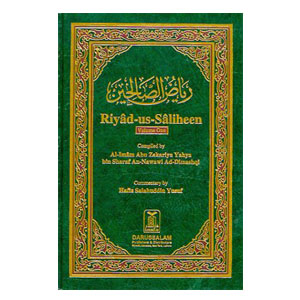 رياض الصالحين
Riyâd-us-Sâliheen
Volume One
Compiled by
Al-Imâm Abu Zakariya Yahya
bin Sharaf An-Nawawi Ad-Dimashqi
Commentary by
Hafiz Salahuddin Yusuf
DARUSSALAM